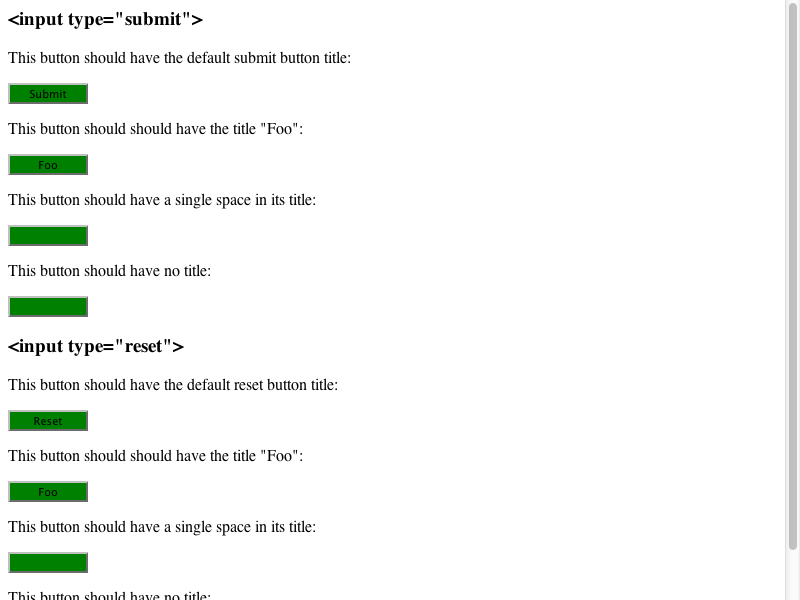 <input type="submit">
This button should have the default submit button title:
Submit
This button should should have the title "Foo":
Foo
This button should have a single space in its title:
This button should have no title:
<input type="reset">
This button should have the default reset button title:
Reset
This button should should have the title "Foo":
Foo
This button should have a single space in its title:
This button should have no title: